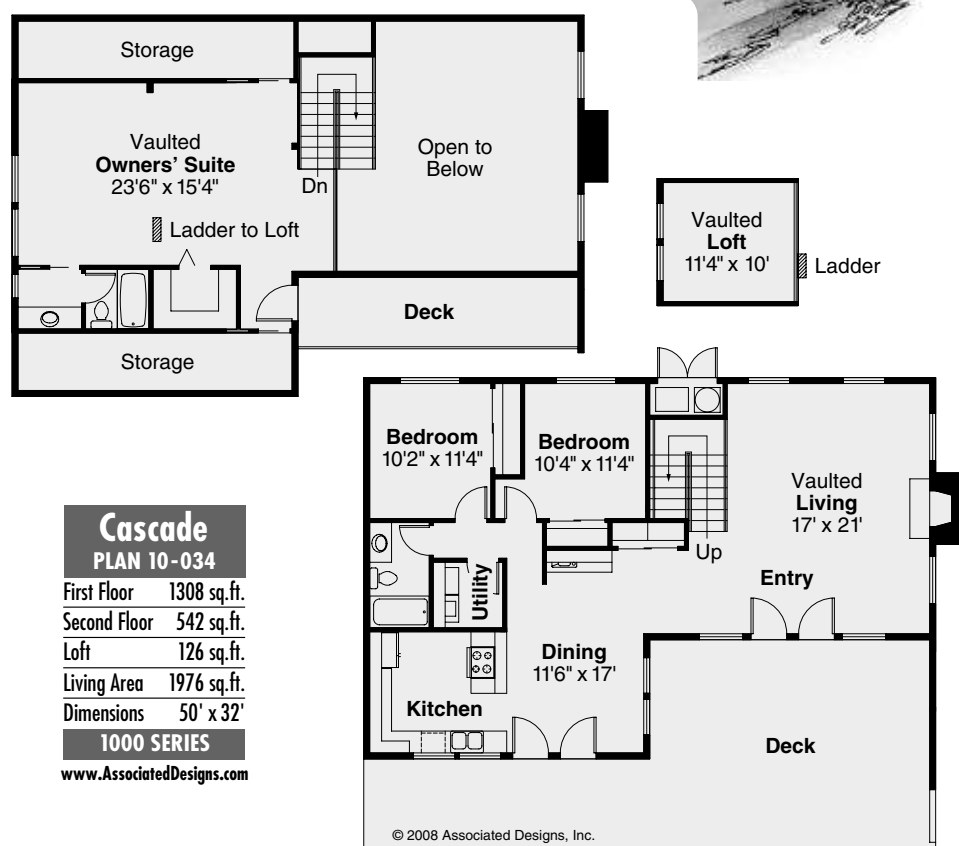 Storage
Vaulted
Owners' Suite
23'6" x 15'4"
Dn
Open to
Below
Ladder to Loft
Deck
Storage
Vaulted
Loft
11'4" x 10'
Ladder
Bedroom
10'2" x 11'4"
Bedroom
10'4" x 11'4"
Vaulted
Living
17' x 21'
Up
Entry
Utility
Dining
11'6" x 17'
Kitchen
Deck
Cascade
PLAN 10-034
First Floor 1308 sq.ft.
Second Floor 542 sq.ft.
Loft 126 sq.ft.
Living Area 1976 sq.ft.
Dimensions 50' x 32'
1000 SERIES
www.AssociatedDesigns.com
© 2008 Associated Designs, Inc.